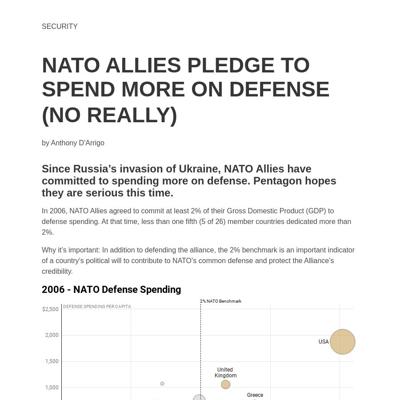 SECURITY
NATO ALLIES PLEDGE TO
SPEND MORE ON DEFENSE
(NO REALLY)
by Anthony D'Arrigo
Since Russia's invasion of Ukraine, NATO Allies have
committed to spending more on defense. Pentagon hopes
they are serious this time.
In 2006, NATO Allies agreed to commit at least 2% of their Gross Domestic Product (GDP) to
defense spending. At that time, less than one fifth (5 of 26) member countries dedicated more than
2%.
Why it's important: In addition to defending the alliance, the 2% benchmark is an important indicator
of a country's political will to contribute to NATO's common defense and protect the Alliance's
credibility.
2006 - NATO Defense Spending
2% NATO Benchmark
$2,500
DEFENSE SPENDING PER CAPITA
2,000
USA
1,500
United
Kingdom
1,000
Greece